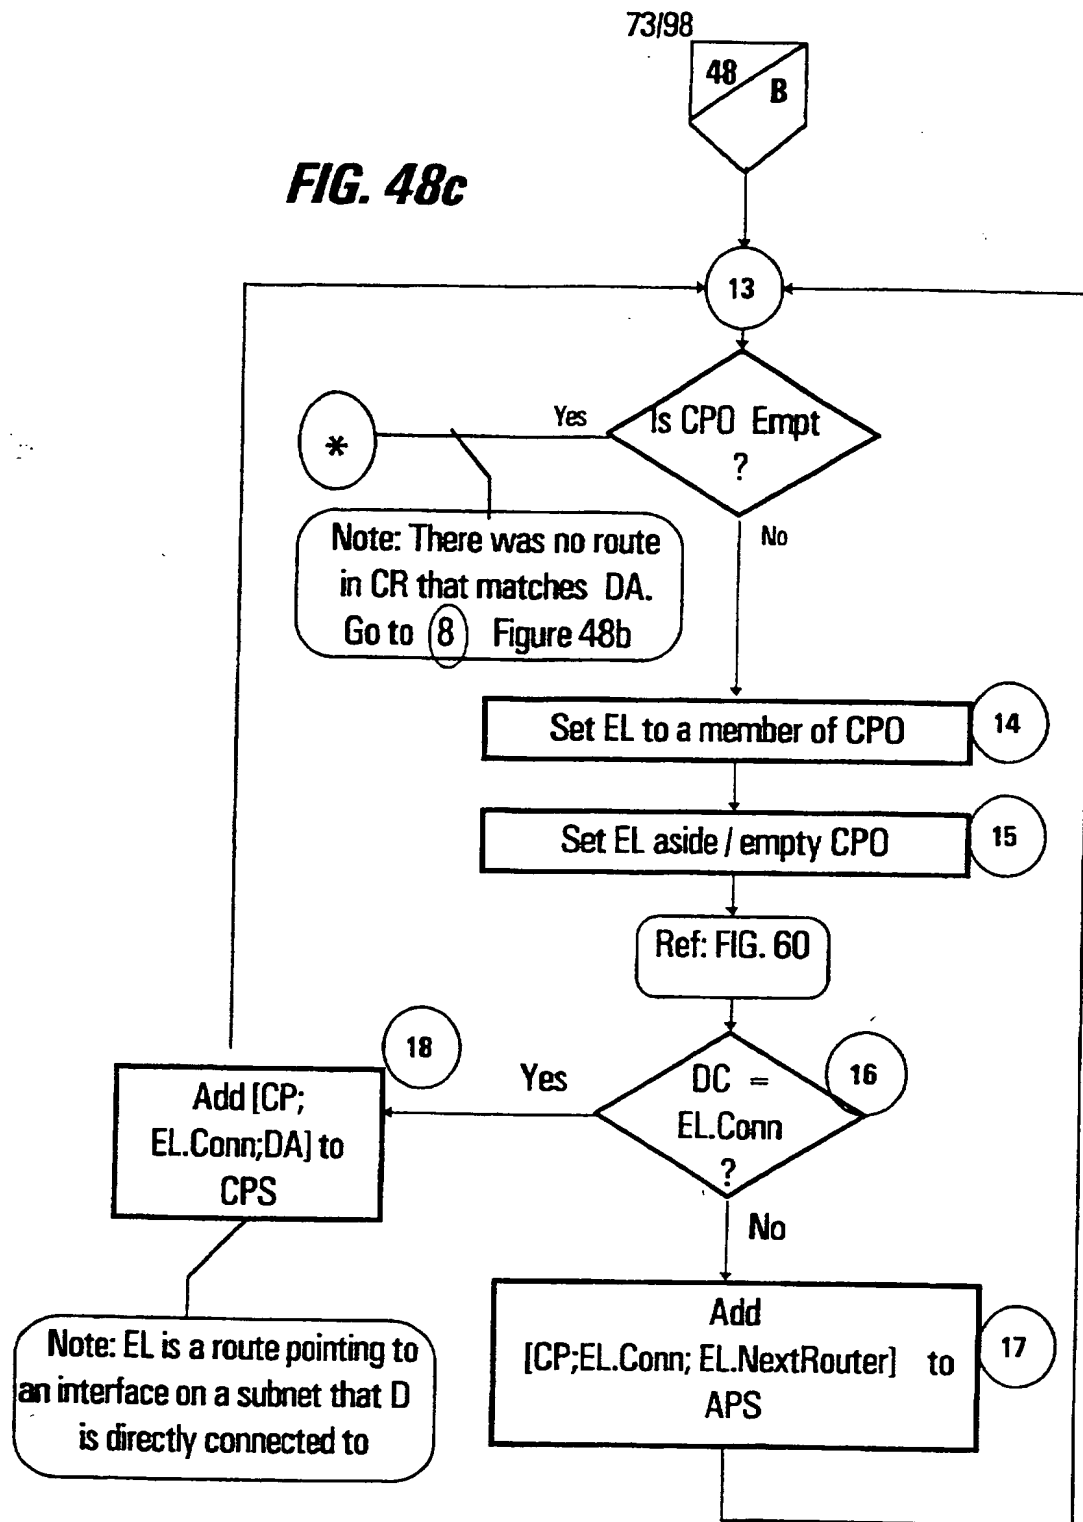 73/98
48
B
FIG. 48c
13
Is CPO Empt
?
Yes
*
No
Note: There was no route
in CR that matches DA.
Go to 8 Figure 48b
Set EL to a member of CPO
14
Set EL aside / empty CPO
15
Ref: FIG. 60
DC =
EL.Conn
?
16
Yes
18
Add [CP;
EL.Conn;DA] to
CPS
No
Note: EL is a route pointing to
an interface on a subnet that D
is directly connected to
Add
[CP;EL.Conn; EL.NextRouter] to
APS
17